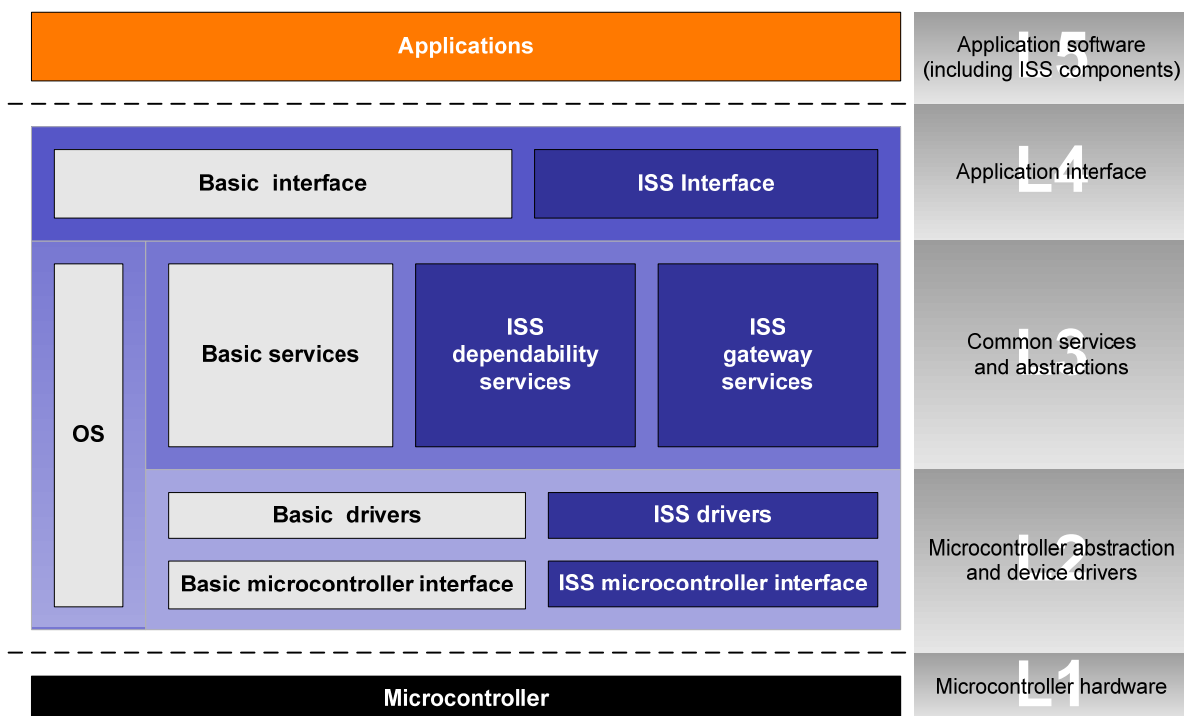 Applications
L5
Application software
(including ISS components)
Basic interface
ISS Interface
L4
Application interface
OS
Basic services
ISS
dependability
services
ISS
gateway
services
L3
Common services
and abstractions
Basic drivers
ISS drivers
Basic microcontroller interface
ISS microcontroller interface
L2
Microcontroller abstraction
and device drivers
Microcontroller
L1
Microcontroller hardware